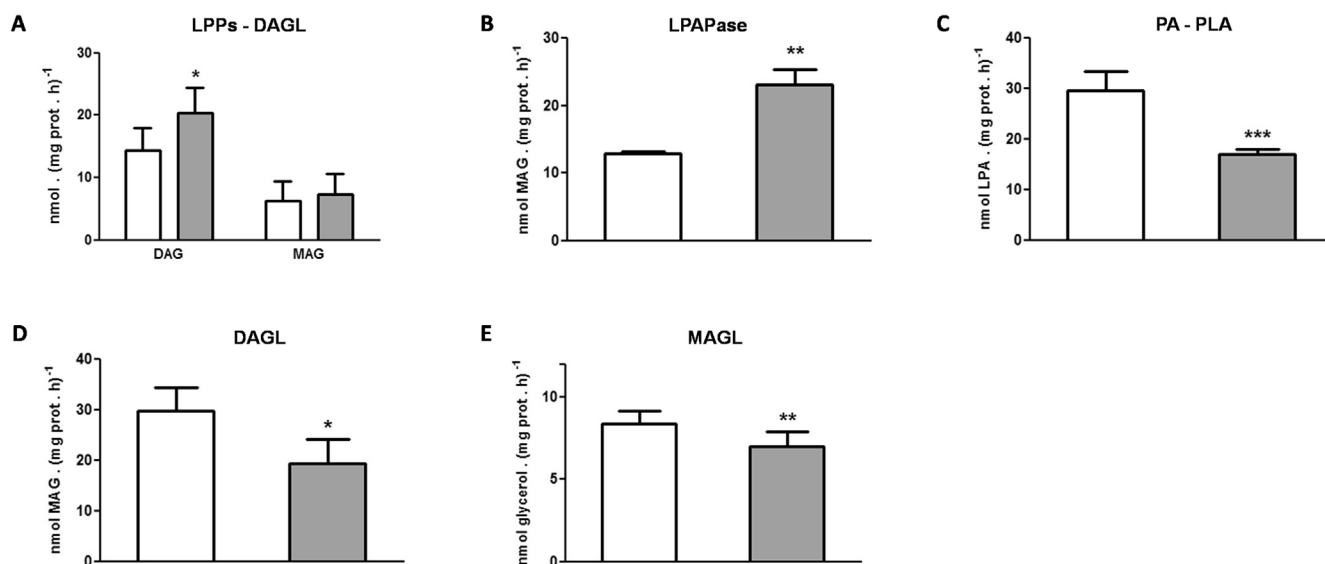 A
LPPs - DAGL
nmol . (mg prot . h)⁻¹
30
20
10
0
*
DAG
MAG
B
LPAPase
nmol MAG . (mg prot . h)⁻¹
30
20
10
0
**
C
PA - PLA
nmol LPA . (mg prot . h)⁻¹
40
30
20
10
0
***
D
DAGL
nmol MAG . (mg prot . h)⁻¹
40
30
20
10
0
*
E
MAGL
nmol glycerol . (mg prot . h)⁻¹
10
5
0
**